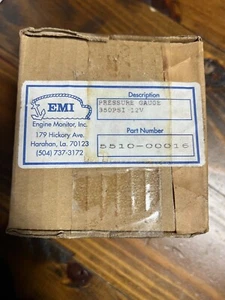 EMI
Engine Monitor, Inc.
179 Hickory Ave.
Harahan, La. 70123
(504) 737-3172
Description
PRESSURE GAUGE
350PSI 12V
Part Number
5510-00016